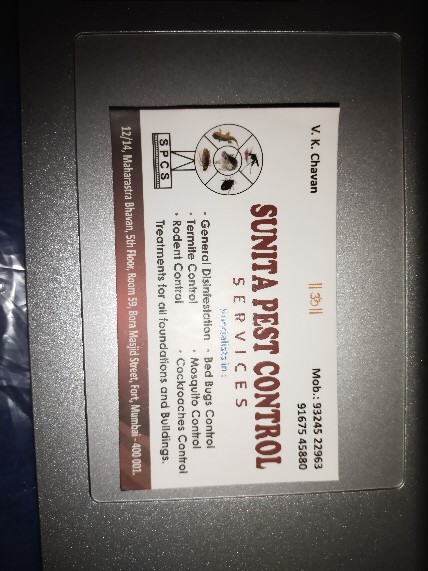 ॥ॐ॥
V. K. Chavan Mob.: 93245 22963
91675 45880
SUNITA PEST CONTROL
SERVICES
Specialists in :
S P C S
• General Disinfestation • Bed Bugs Control
• Termite Control • Mosquito Control
• Rodent Control • Cockroaches Control
Treatments for all foundations and Buildings.
12/14, Maharastra Bhavan, 5th Floor, Room 59, Bora Masjid Street, Fort, Mumbai - 400 001.